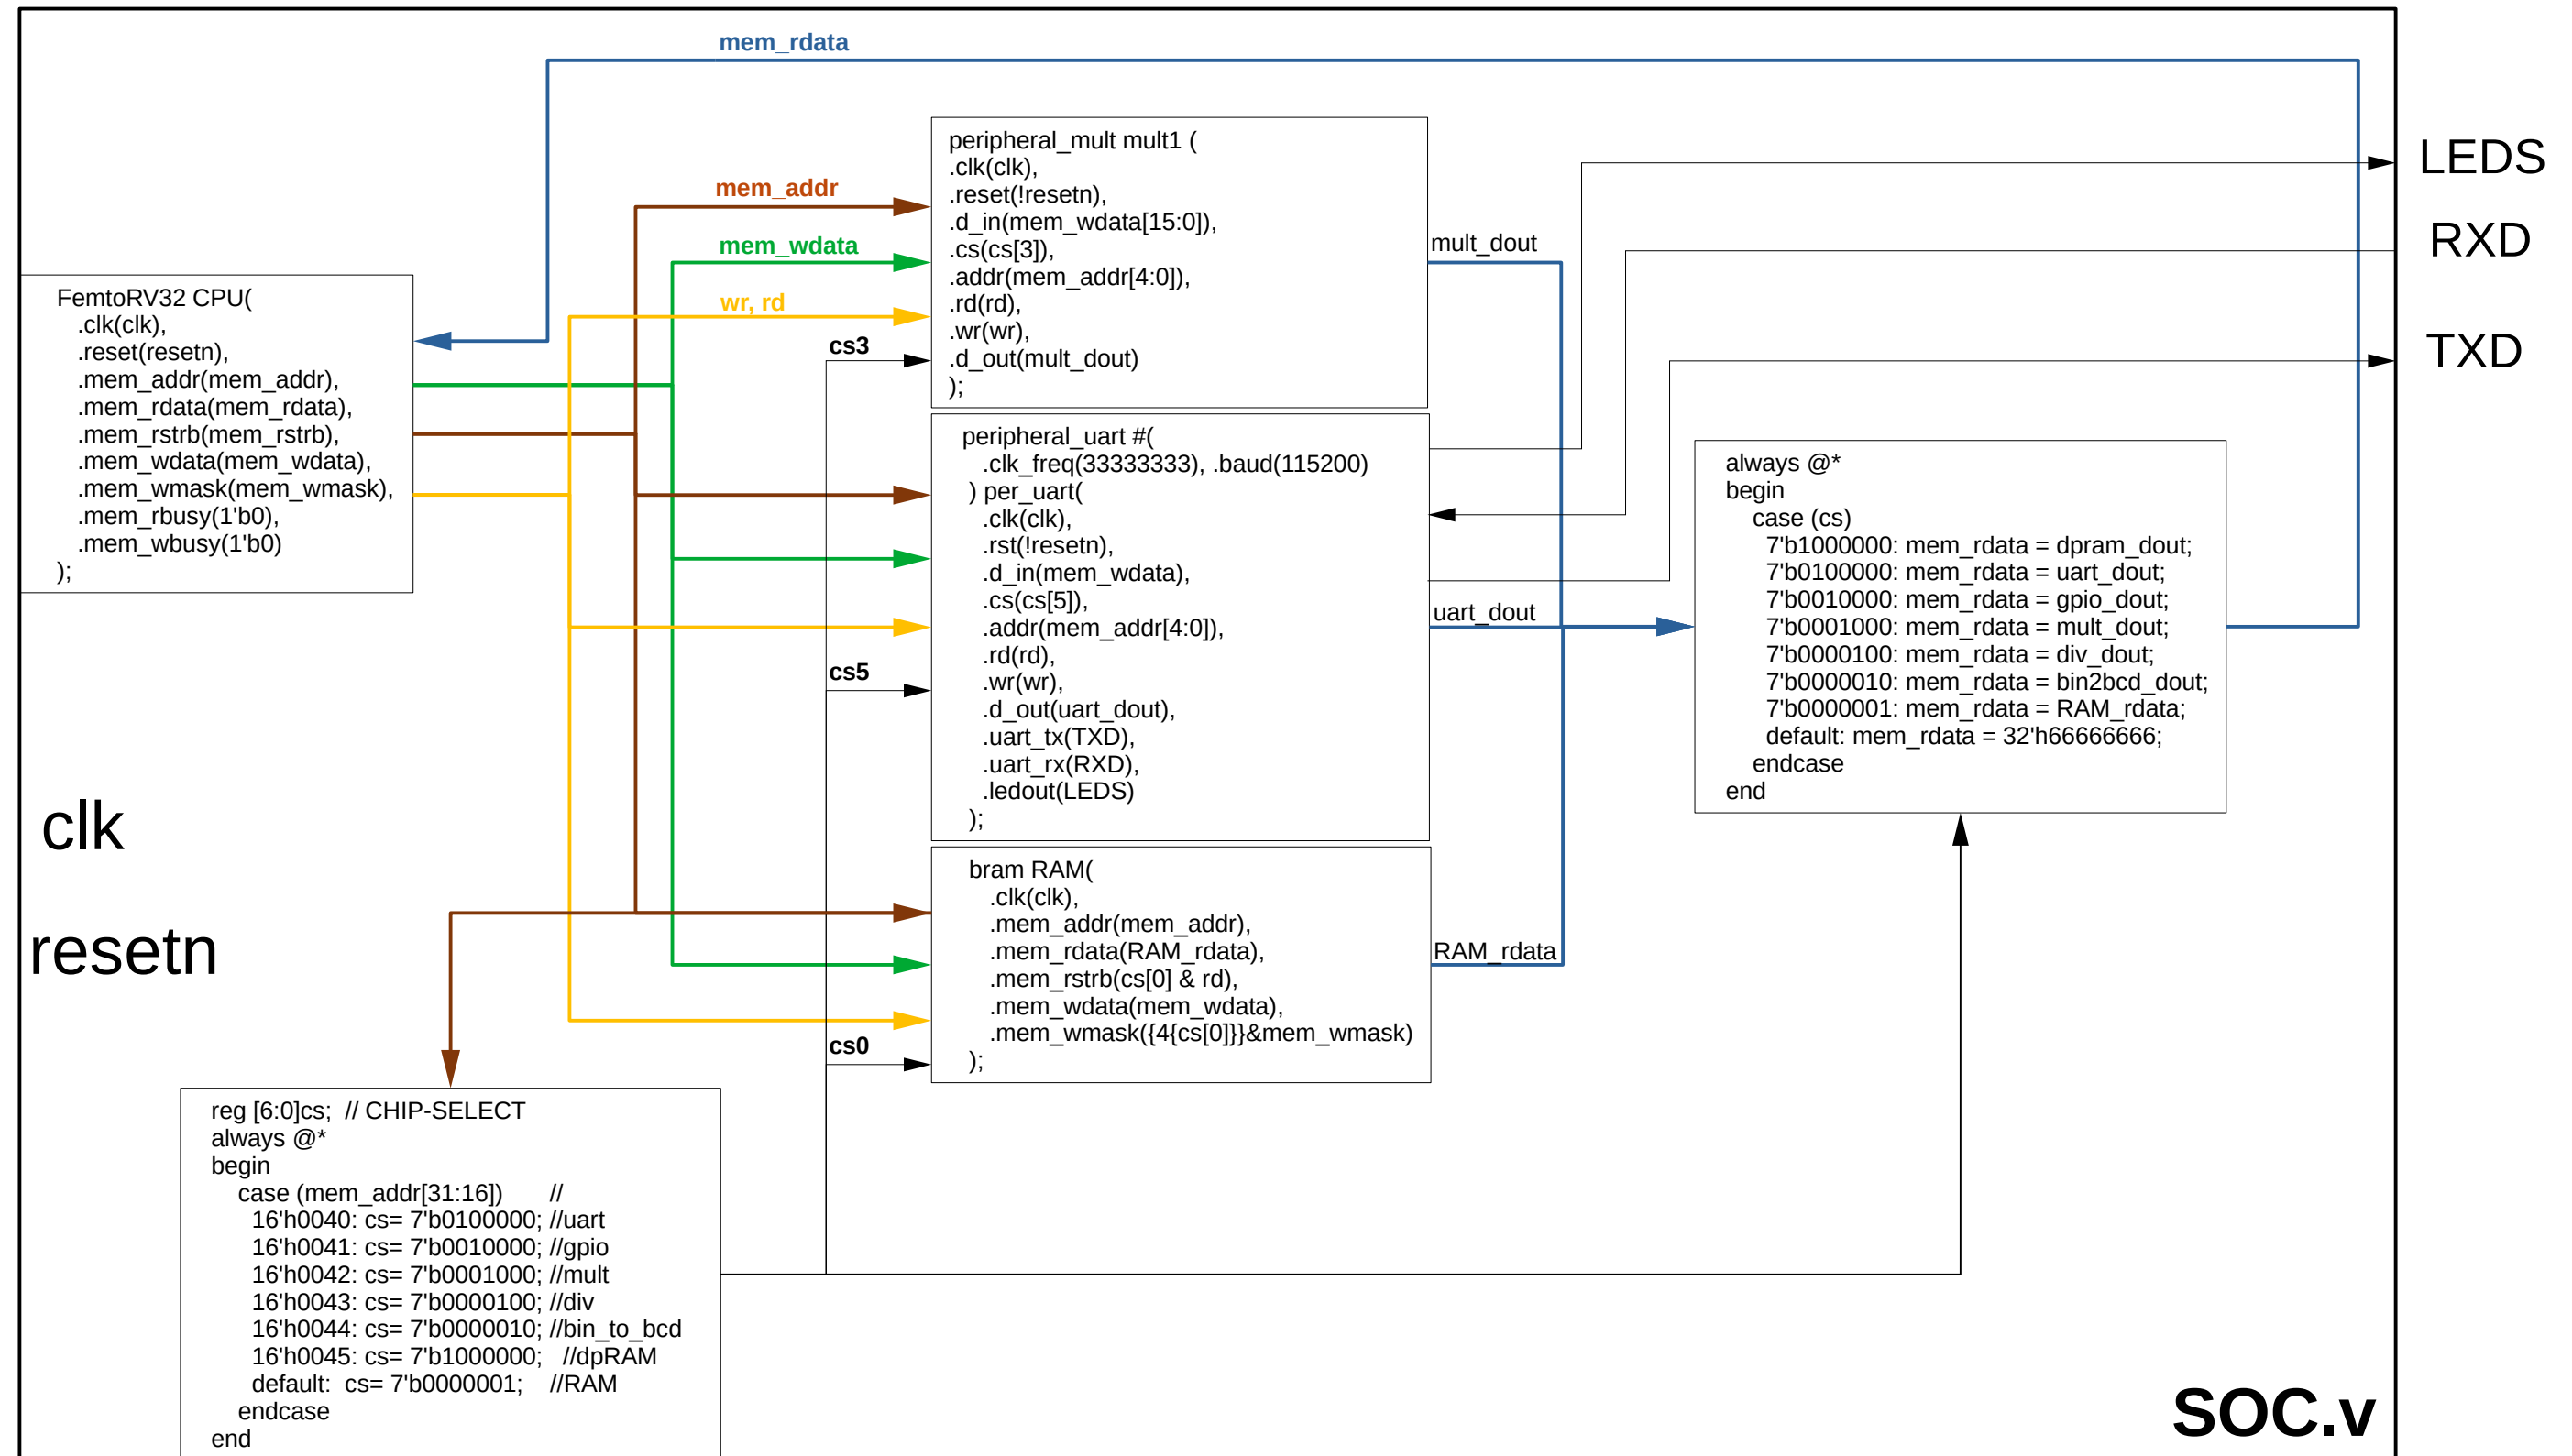 mem_rdata
mem_addr
mem_wdata
wr, rd
cs3
FemtoRV32 CPU(
.clk(clk),
.reset(resetn),
.mem_addr(mem_addr),
.mem_rdata(mem_rdata),
.mem_rstrb(mem_rstrb),
.mem_wdata(mem_wdata),
.mem_wmask(mem_wmask),
.mem_rbusy(1'b0),
.mem_wbusy(1'b0)
);
peripheral_mult mult1 (
.clk(clk),
.reset(!resetn),
.d_in(mem_wdata[15:0]),
.cs(cs[3]),
.addr(mem_addr[4:0]),
.rd(rd),
.wr(wr),
.d_out(mult_dout)
);
mult_dout
LEDS
RXD
TXD
peripheral_uart #(
.clk_freq(33333333), .baud(115200)
) per_uart(
.clk(clk),
.rst(!resetn),
.d_in(mem_wdata),
.cs(cs[5]),
.addr(mem_addr[4:0]),
.rd(rd),
.wr(wr),
.d_out(uart_dout),
.uart_tx(TXD),
.uart_rx(RXD),
.ledout(LEDS)
);
cs5
uart_dout
always @*
begin
case (cs)
7'b1000000: mem_rdata = dpram_dout;
7'b0100000: mem_rdata = uart_dout;
7'b0010000: mem_rdata = gpio_dout;
7'b0001000: mem_rdata = mult_dout;
7'b0000100: mem_rdata = div_dout;
7'b0000010: mem_rdata = bin2bcd_dout;
7'b0000001: mem_rdata = RAM_rdata;
default: mem_rdata = 32'h66666666;
endcase
end
clk
resetn
bram RAM(
.clk(clk),
.mem_addr(mem_addr),
.mem_rdata(RAM_rdata),
.mem_rstrb(cs[0] & rd),
.mem_wdata(mem_wdata),
.mem_wmask({4{cs[0]}}&mem_wmask)
);
RAM_rdata
cs0
reg [6:0]cs; // CHIP-SELECT
always @*
begin
case (mem_addr[31:16]) //
16'h0040: cs= 7'b0100000; //uart
16'h0041: cs= 7'b0010000; //gpio
16'h0042: cs= 7'b0001000; //mult
16'h0043: cs= 7'b0000100; //div
16'h0044: cs= 7'b0000010; //bin_to_bcd
16'h0045: cs= 7'b1000000; //dpRAM
default: cs= 7'b0000001; //RAM
endcase
end
SOC.v